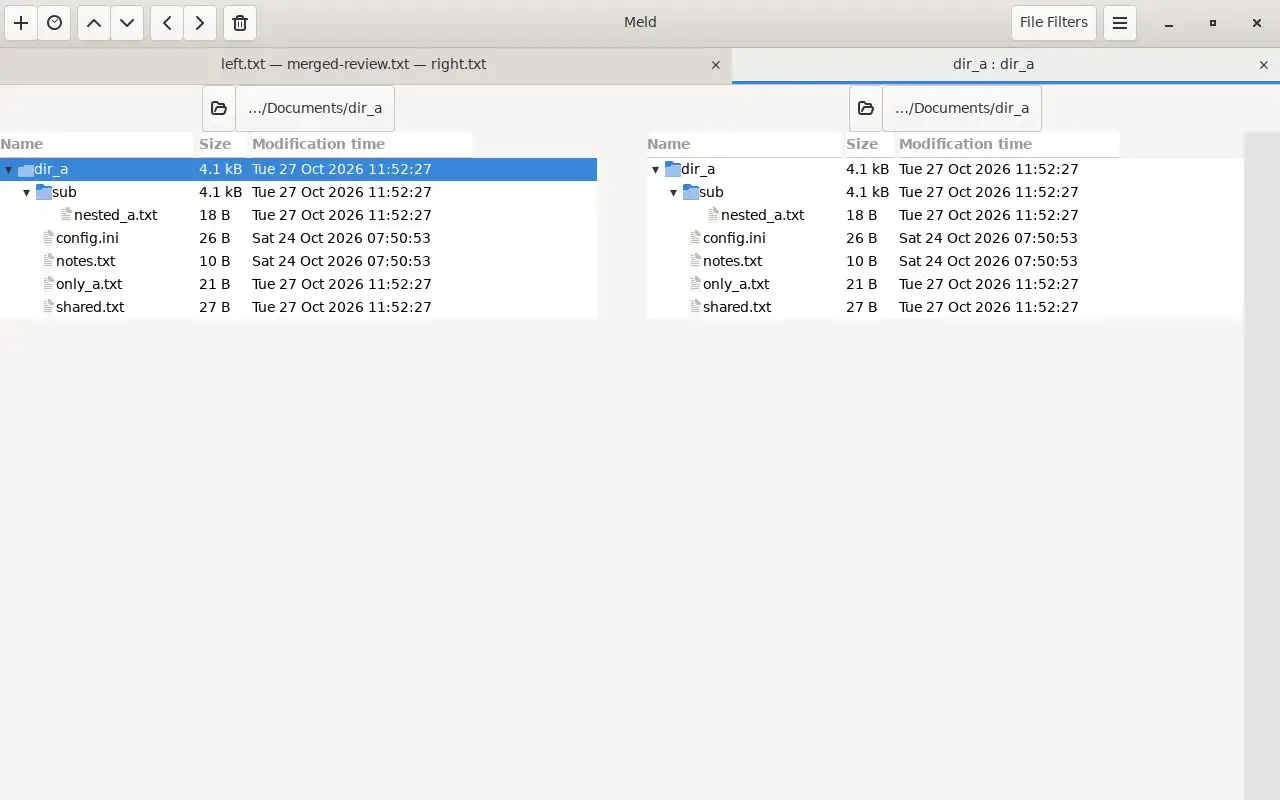 Meld
File Filters
left.txt — merged-review.txt — right.txt
dir_a : dir_a
.../Documents/dir_a
.../Documents/dir_a
Name Size Modification time
Name Size Modification time
dir_a 4.1 kB Tue 27 Oct 2026 11:52:27
dir_a 4.1 kB Tue 27 Oct 2026 11:52:27
sub 4.1 kB Tue 27 Oct 2026 11:52:27
sub 4.1 kB Tue 27 Oct 2026 11:52:27
nested_a.txt 18 B Tue 27 Oct 2026 11:52:27
nested_a.txt 18 B Tue 27 Oct 2026 11:52:27
config.ini 26 B Sat 24 Oct 2026 07:50:53
config.ini 26 B Sat 24 Oct 2026 07:50:53
notes.txt 10 B Sat 24 Oct 2026 07:50:53
notes.txt 10 B Sat 24 Oct 2026 07:50:53
only_a.txt 21 B Tue 27 Oct 2026 11:52:27
only_a.txt 21 B Tue 27 Oct 2026 11:52:27
shared.txt 27 B Tue 27 Oct 2026 11:52:27
shared.txt 27 B Tue 27 Oct 2026 11:52:27